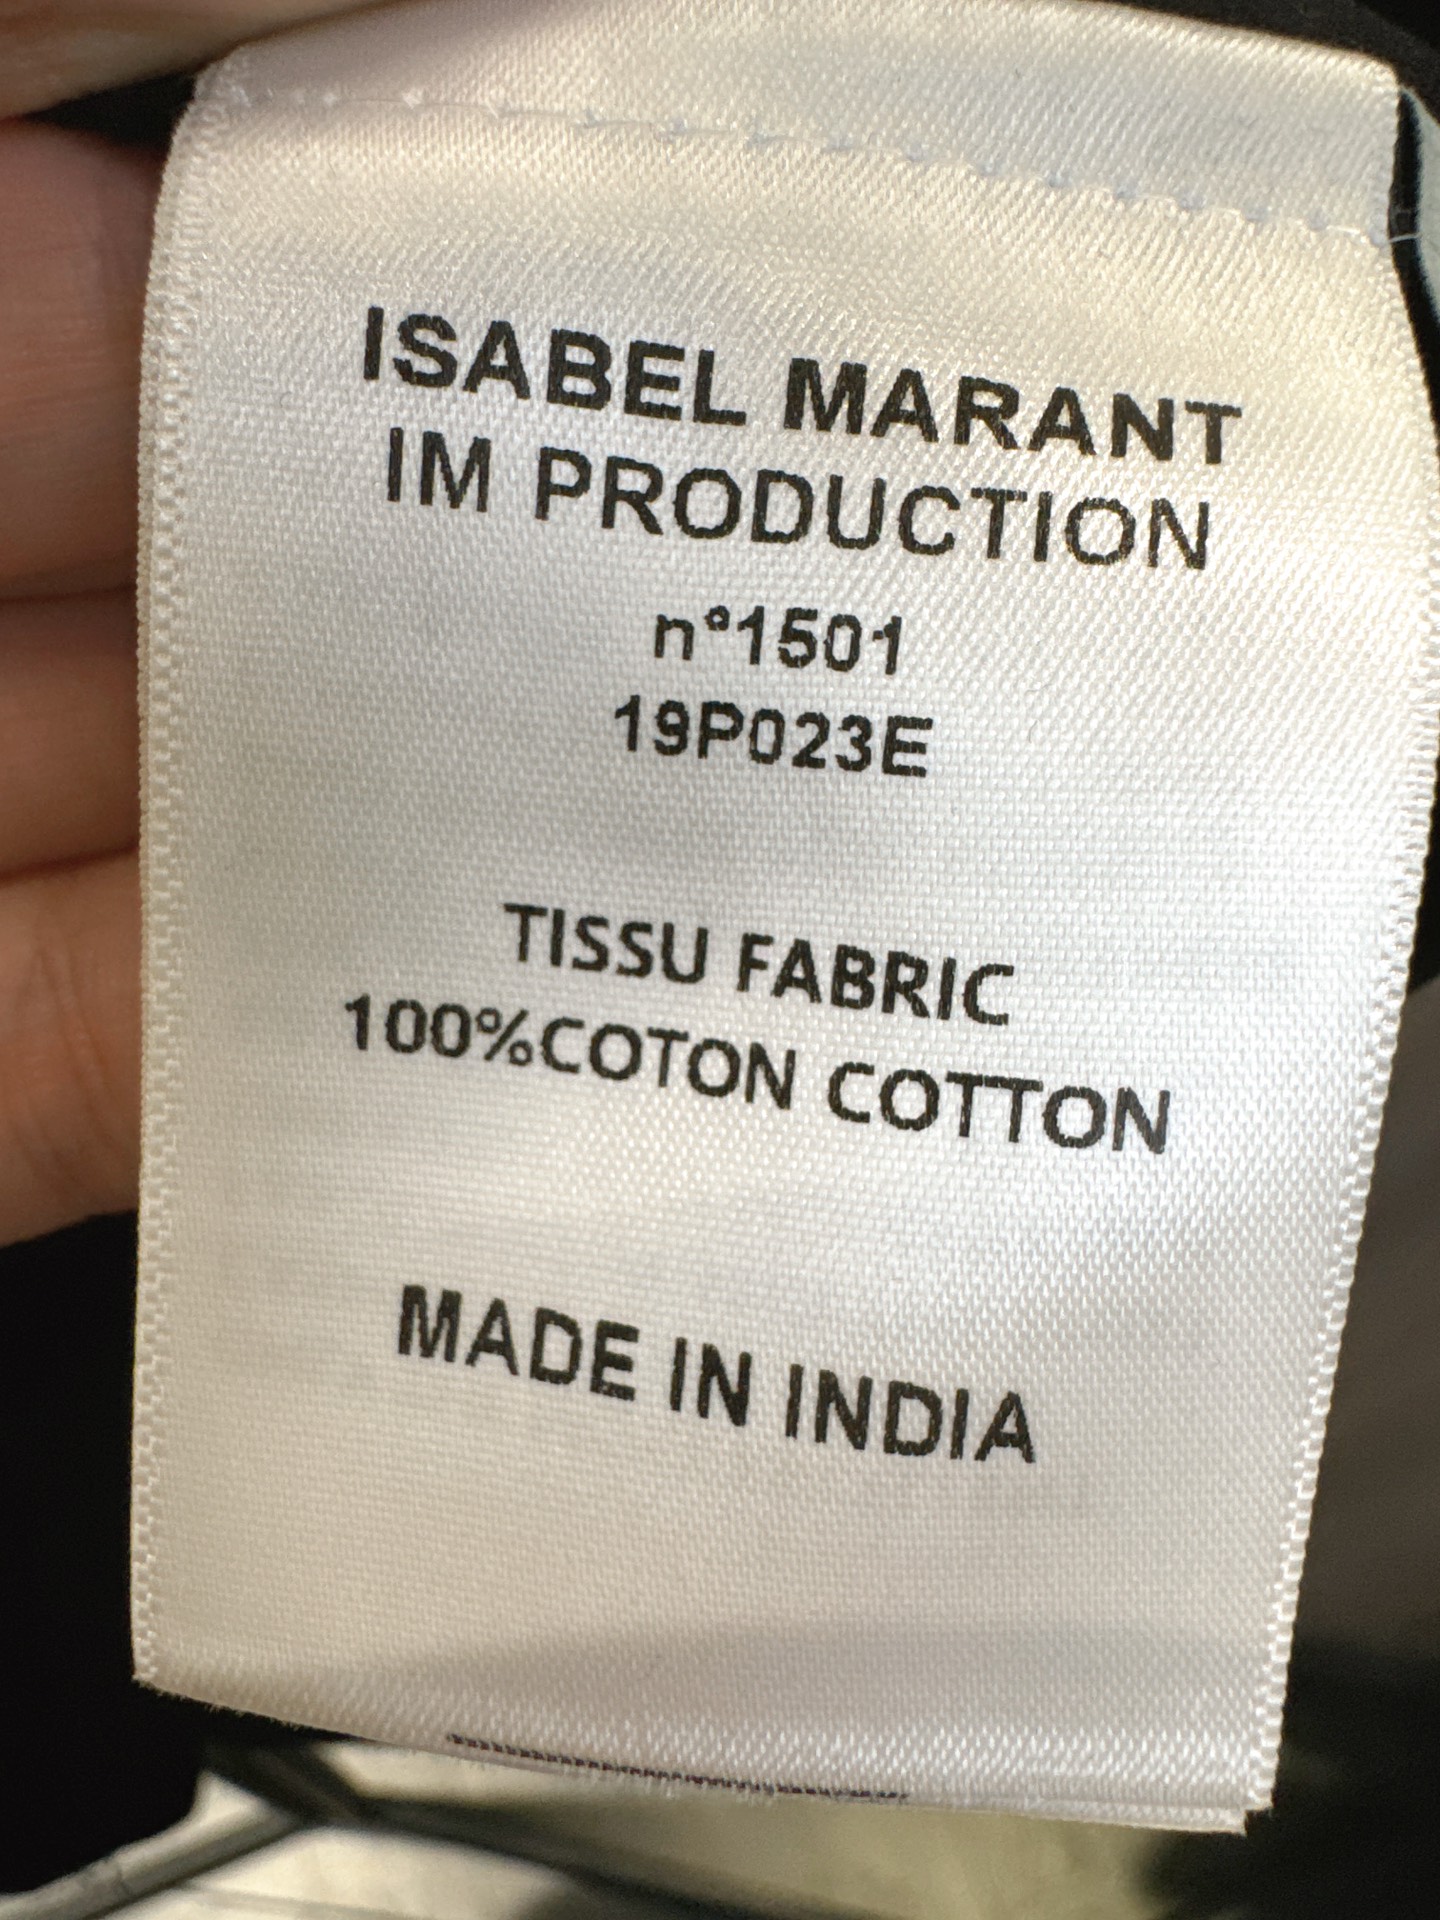 ISABEL MARANT
IM PRODUCTION
n°1501
19P023E
TISSU FABRIC
100%COTON COTTON
MADE IN INDIA